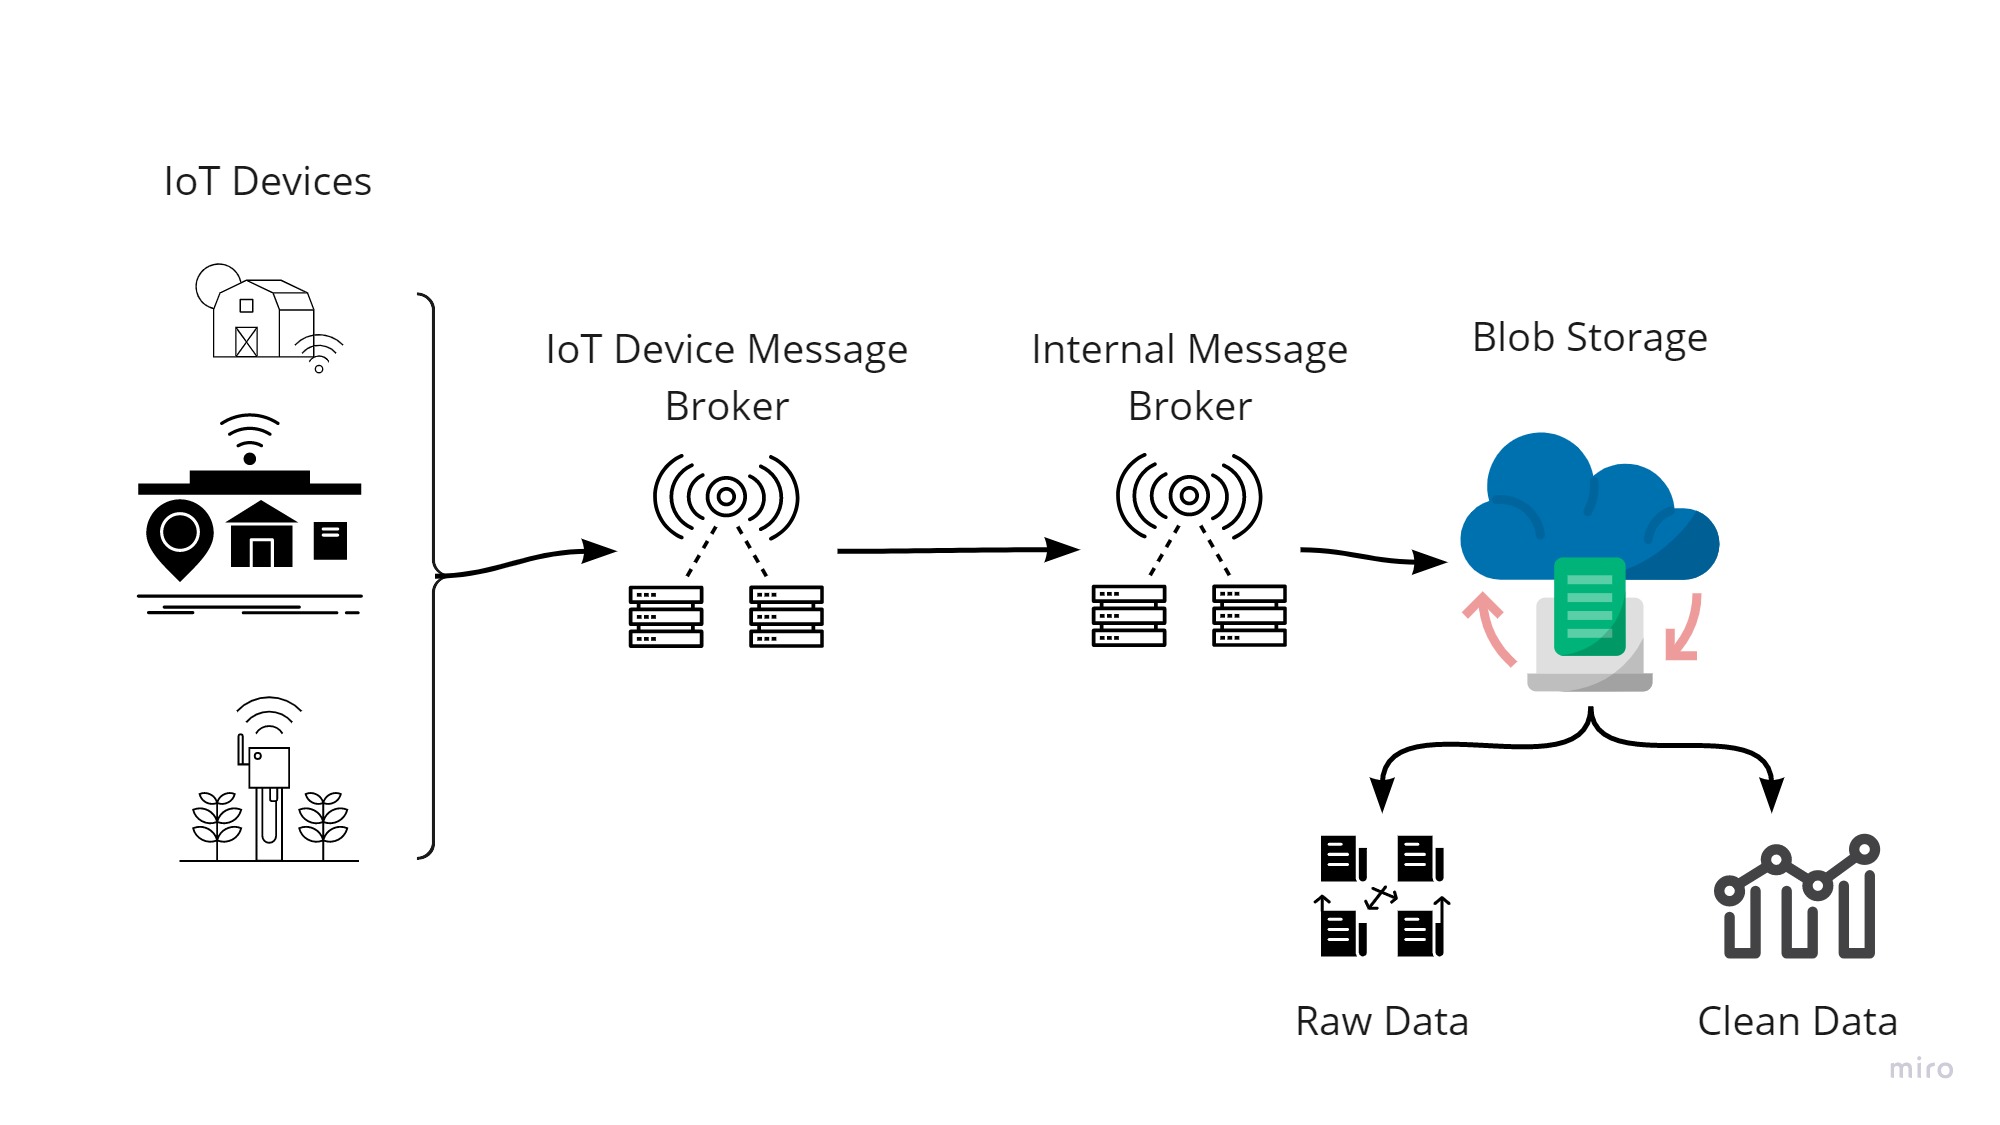 IoT Devices
IoT Device Message
Broker
Internal Message
Broker
Blob Storage
Raw Data
Clean Data
miro